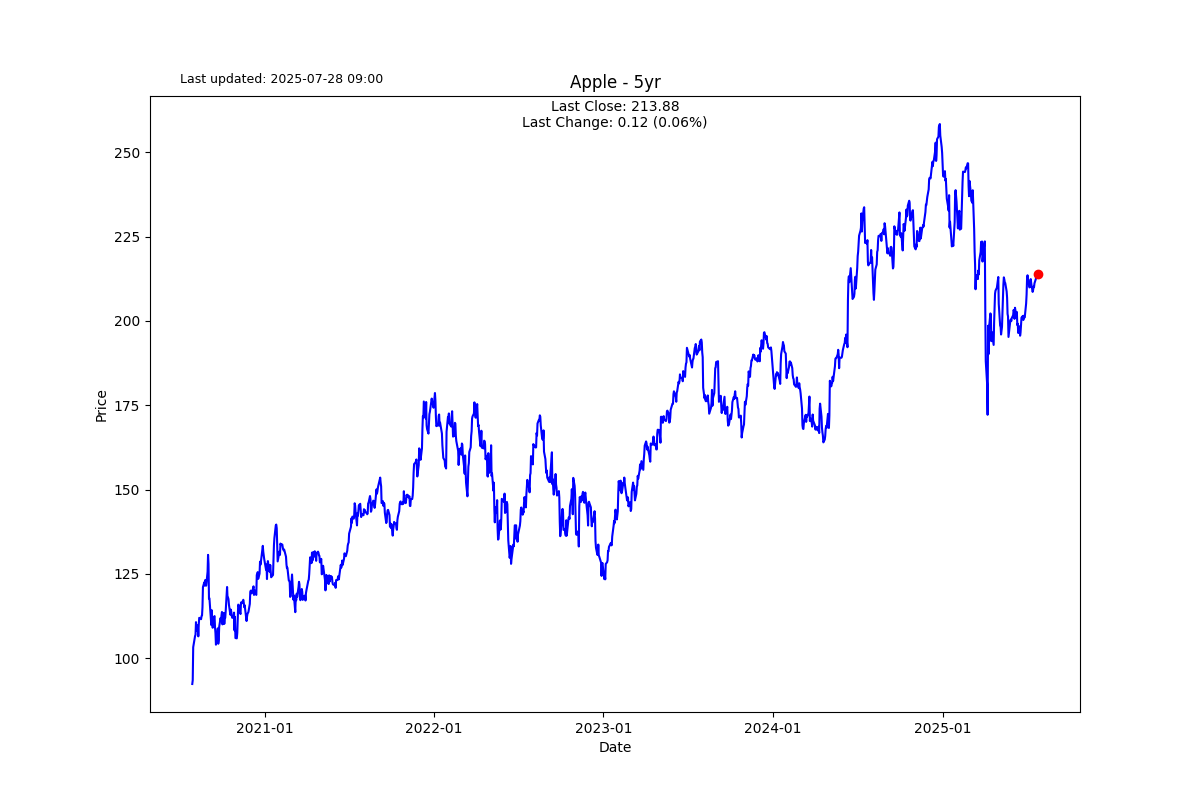 Last updated: 2025-07-28 09:00
Apple - 5yr
Last Close: 213.88
Last Change: 0.12 (0.06%)
250
225
200
175
150
125
100
Price
2021-01
2022-01
2023-01
2024-01
2025-01
Date